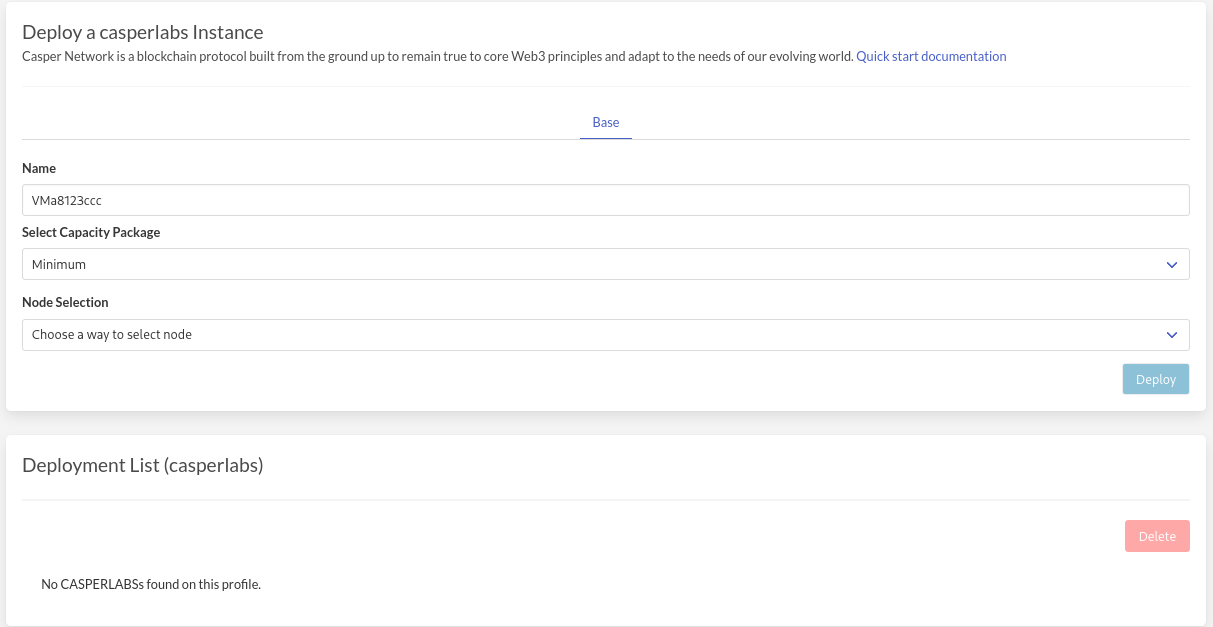 Deploy a casperlabs Instance
Casper Network is a blockchain protocol built from the ground up to remain true to core Web3 principles and adapt to the needs of our evolving world. Quick start documentation
Base
Name
VMa8123ccc
Select Capacity Package
Minimum
Node Selection
Choose a way to select node
Deploy
Deployment List (casperlabs)
Delete
No CASPERLABSs found on this profile.